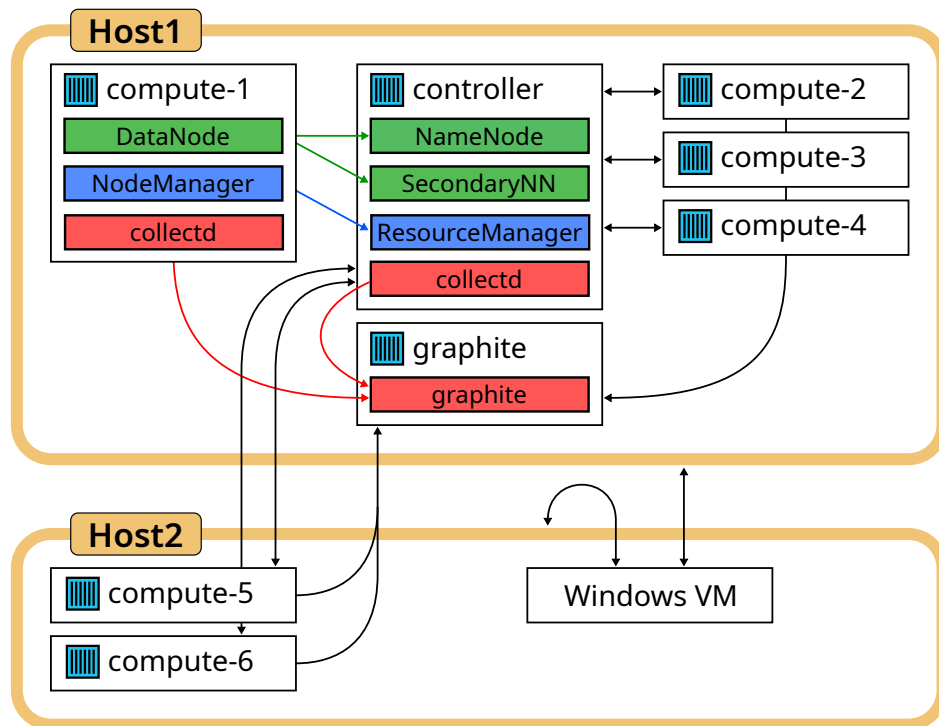 Host1
compute-1
DataNode
NodeManager
collectd
controller
NameNode
SecondaryNN
ResourceManager
collectd
graphite
graphite
compute-2
compute-3
compute-4
Host2
compute-5
compute-6
Windows VM